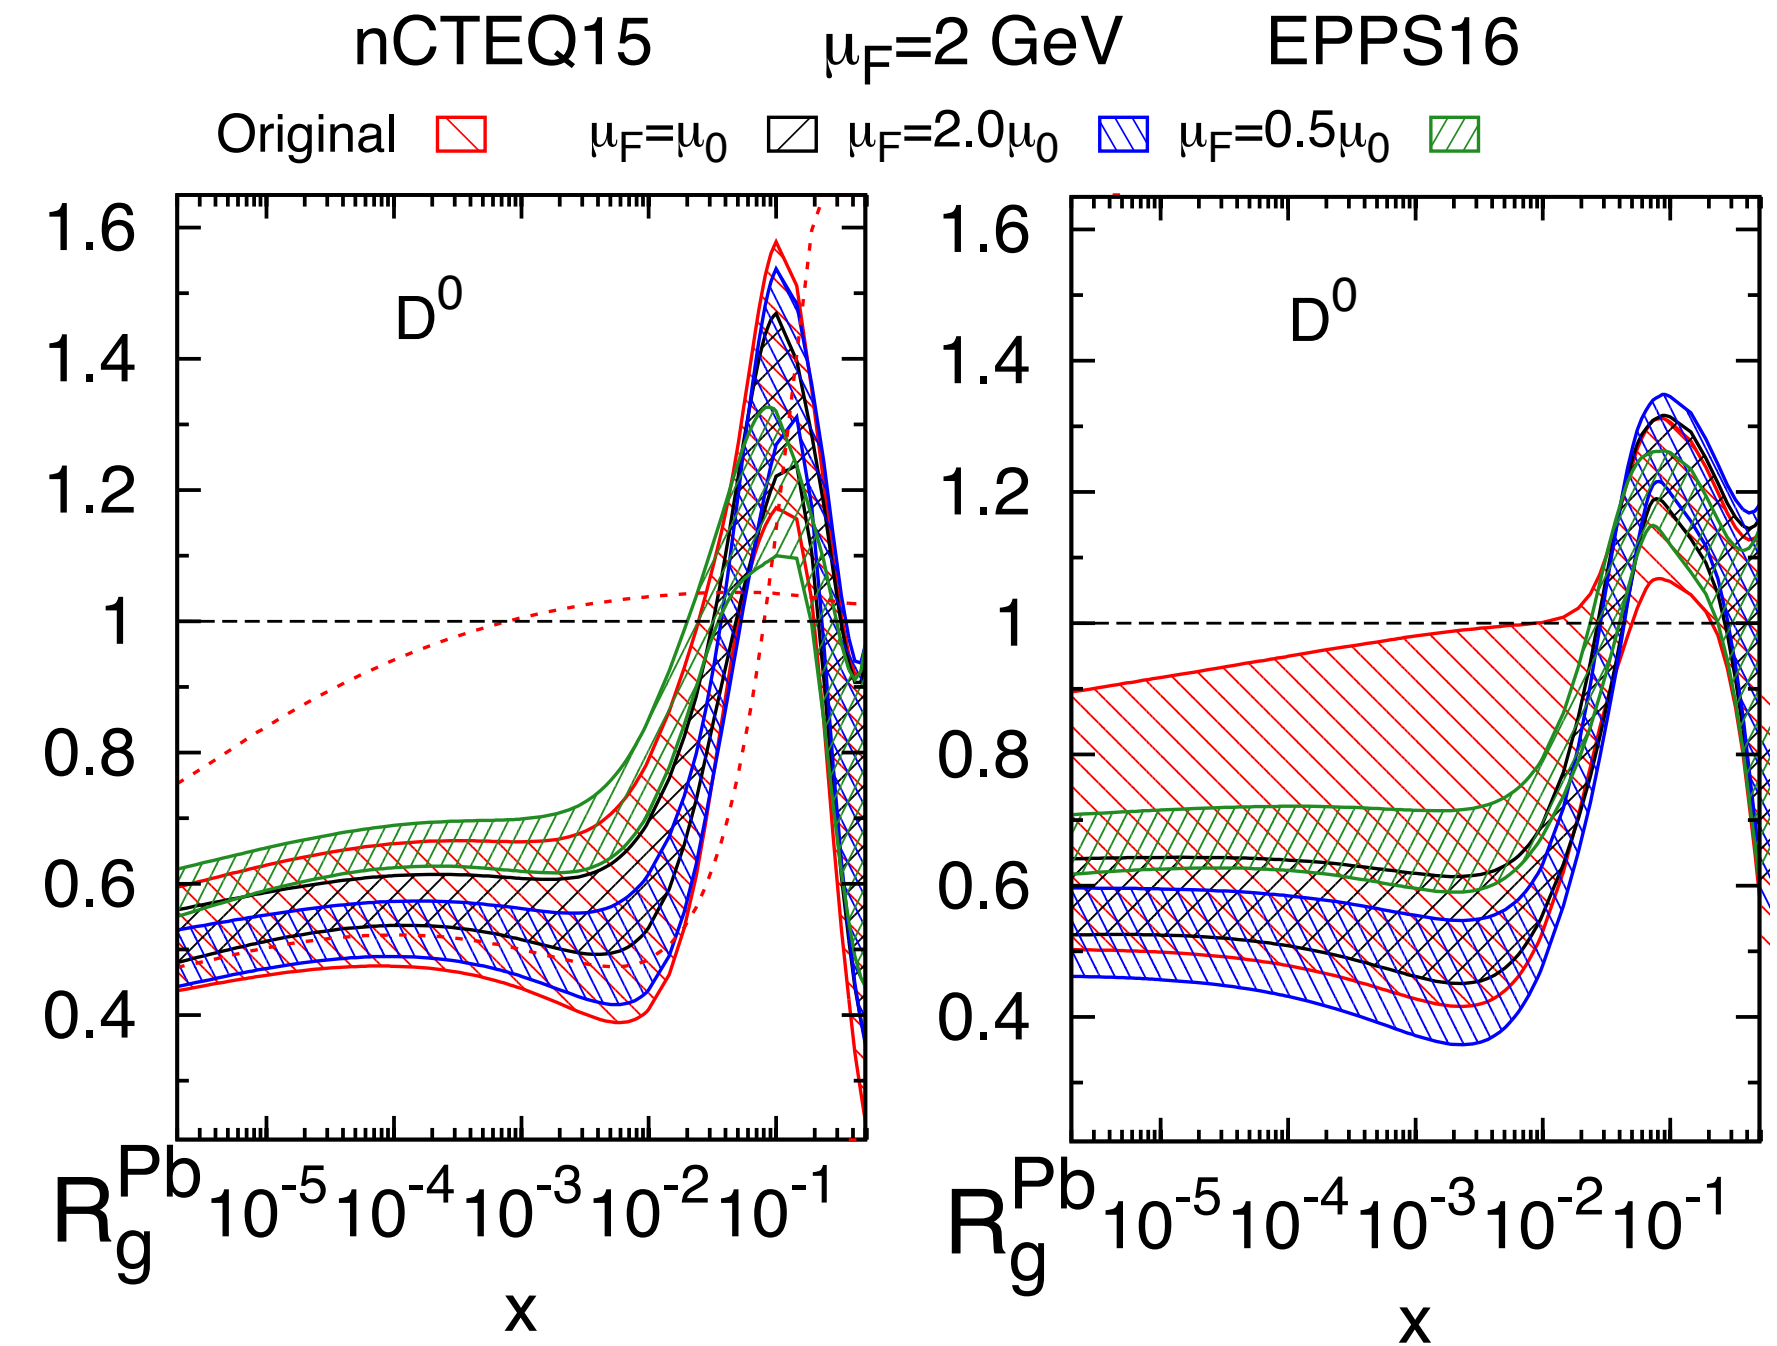 nCTEQ15 μF=2 GeV EPPS16
Original μF=μ0 μF=2.0μ0 μF=0.5μ0
D0 D0
1.6 1.6
1.4 1.4
1.2 1.2
1 1
0.8 0.8
0.6 0.6
0.4 0.4
RgPb 10-5 10-4 10-3 10-2 10-1 RgPb 10-5 10-4 10-3 10-2 10-1
x x